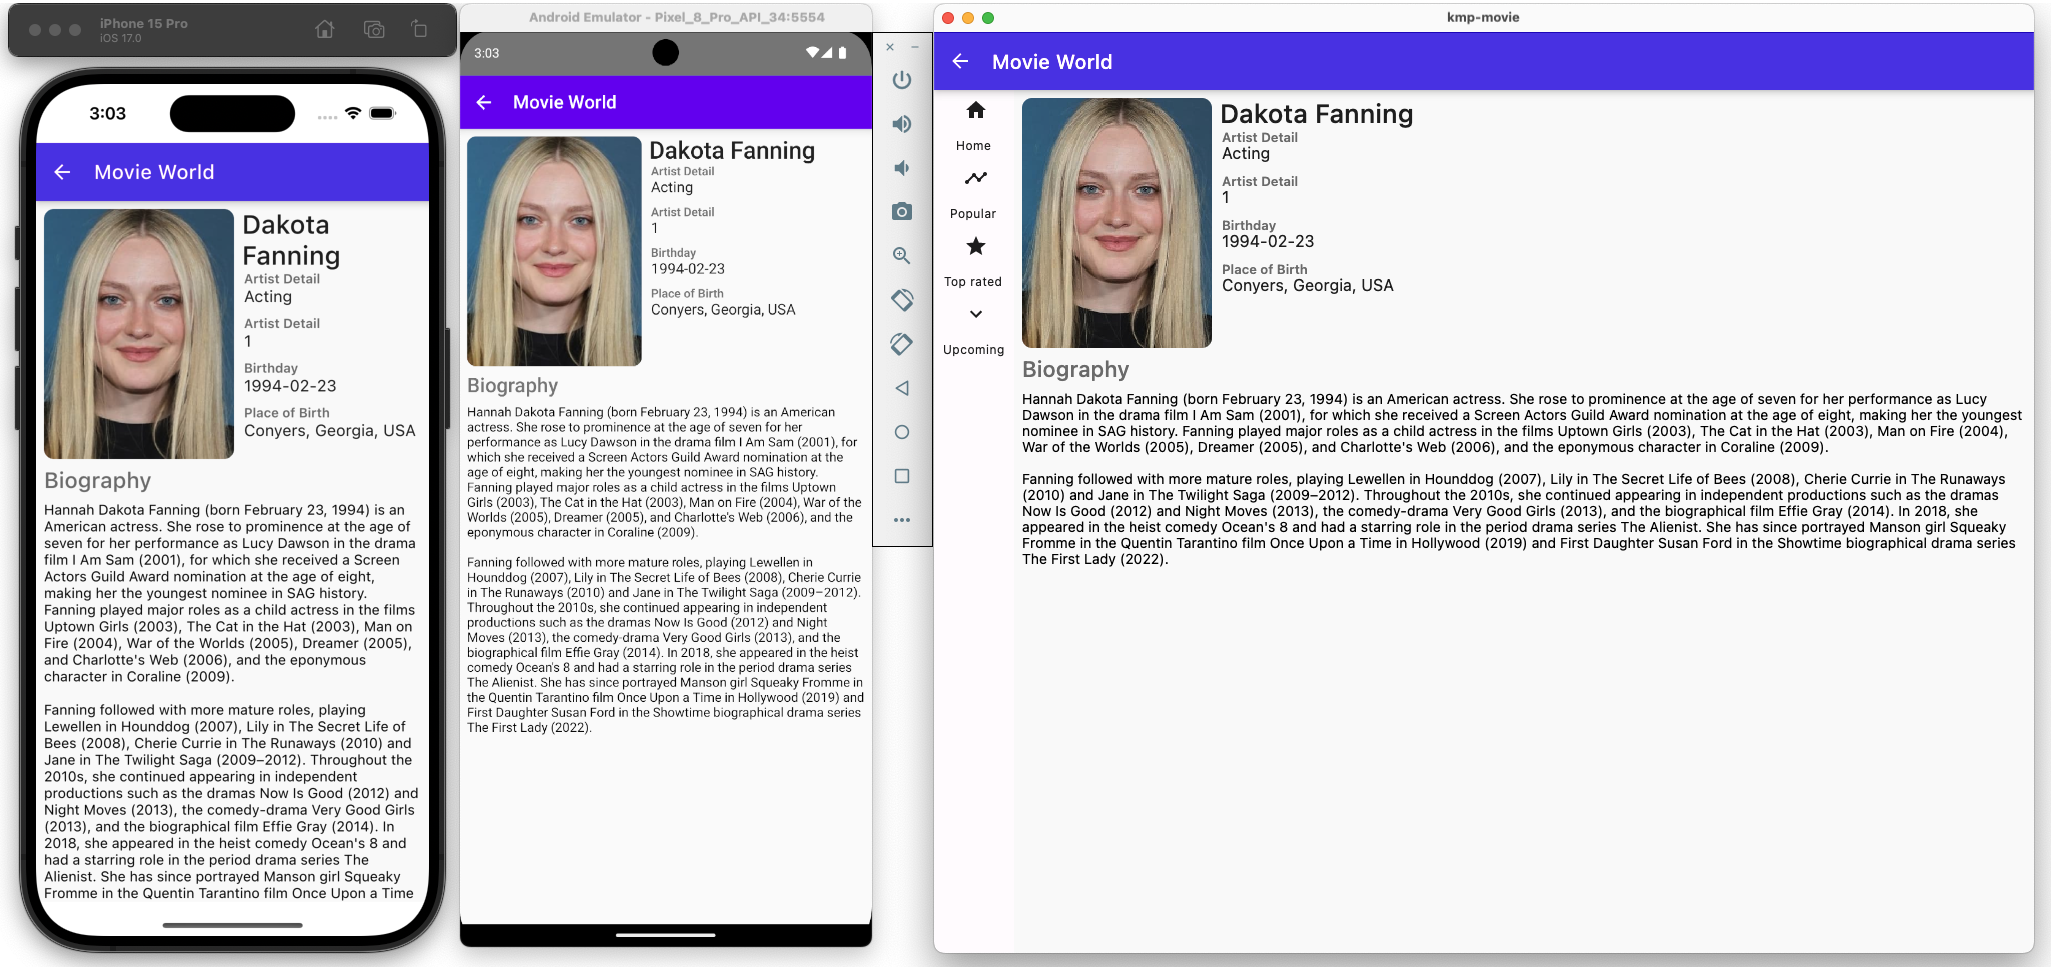 iPhone 15 Pro
iOS 17.0
3:03
Movie World
Dakota
Fanning
Artist Detail
Acting
Artist Detail
1
Birthday
1994-02-23
Place of Birth
Conyers, Georgia, USA
Biography
Hannah Dakota Fanning (born February 23, 1994) is an
American actress. She rose to prominence at the age of
seven for her performance as Lucy Dawson in the drama
film I Am Sam (2001), for which she received a Screen
Actors Guild Award nomination at the age of eight,
making her the youngest nominee in SAG history.
Fanning played major roles as a child actress in the films
Uptown Girls (2003), The Cat in the Hat (2003), Man on
Fire (2004), War of the Worlds (2005), Dreamer (2005),
and Charlotte's Web (2006), and the eponymous
character in Coraline (2009).
Fanning followed with more mature roles, playing
Lewellen in Hounddog (2007), Lily in The Secret Life of
Bees (2008), Cherie Currie in The Runaways (2010) and
Jane in The Twilight Saga (2009–2012). Throughout the
2010s, she continued appearing in independent
productions such as the dramas Now Is Good (2012) and
Night Moves (2013), the comedy-drama Very Good Girls
(2013), and the biographical film Effie Gray (2014). In
2018, she appeared in the heist comedy Ocean's 8 and
had a starring role in the period drama series The
Alienist. She has since portrayed Manson girl Squeaky
Fromme in the Quentin Tarantino film Once Upon a Time
Android Emulator - Pixel_8_Pro_API_34:5554
3:03
Movie World
Dakota Fanning
Artist Detail
Acting
Artist Detail
1
Birthday
1994-02-23
Place of Birth
Conyers, Georgia, USA
Biography
Hannah Dakota Fanning (born February 23, 1994) is an American
actress. She rose to prominence at the age of seven for her
performance as Lucy Dawson in the drama film I Am Sam (2001), for
which she received a Screen Actors Guild Award nomination at the
age of eight, making her the youngest nominee in SAG history.
Fanning played major roles as a child actress in the films Uptown
Girls (2003), The Cat in the Hat (2003), Man on Fire (2004), War of the
Worlds (2005), Dreamer (2005), and Charlotte's Web (2006), and the
eponymous character in Coraline (2009).
Fanning followed with more mature roles, playing Lewellen in
Hounddog (2007), Lily in The Secret Life of Bees (2008), Cherie Currie
in The Runaways (2010) and Jane in The Twilight Saga (2009–2012).
Throughout the 2010s, she continued appearing in independent
productions such as the dramas Now Is Good (2012) and Night
Moves (2013), the comedy-drama Very Good Girls (2013), and the
biographical film Effie Gray (2014). In 2018, she appeared in the heist
comedy Ocean's 8 and had a starring role in the period drama series
The Alienist. She has since portrayed Manson girl Squeaky Fromme in
the Quentin Tarantino film Once Upon a Time in Hollywood (2019) and
First Daughter Susan Ford in the Showtime biographical drama series
The First Lady (2022).
kmp-movie
Movie World
Home
Popular
Top rated
Upcoming
Dakota Fanning
Artist Detail
Acting
Artist Detail
1
Birthday
1994-02-23
Place of Birth
Conyers, Georgia, USA
Biography
Hannah Dakota Fanning (born February 23, 1994) is an American actress. She rose to prominence at the age of seven for her performance as Lucy
Dawson in the drama film I Am Sam (2001), for which she received a Screen Actors Guild Award nomination at the age of eight, making her the youngest
nominee in SAG history. Fanning played major roles as a child actress in the films Uptown Girls (2003), The Cat in the Hat (2003), Man on Fire (2004),
War of the Worlds (2005), Dreamer (2005), and Charlotte's Web (2006), and the eponymous character in Coraline (2009).
Fanning followed with more mature roles, playing Lewellen in Hounddog (2007), Lily in The Secret Life of Bees (2008), Cherie Currie in The Runaways
(2010) and Jane in The Twilight Saga (2009–2012). Throughout the 2010s, she continued appearing in independent productions such as the dramas
Now Is Good (2012) and Night Moves (2013), the comedy-drama Very Good Girls (2013), and the biographical film Effie Gray (2014). In 2018, she
appeared in the heist comedy Ocean's 8 and had a starring role in the period drama series The Alienist. She has since portrayed Manson girl Squeaky
Fromme in the Quentin Tarantino film Once Upon a Time in Hollywood (2019) and First Daughter Susan Ford in the Showtime biographical drama series
The First Lady (2022).